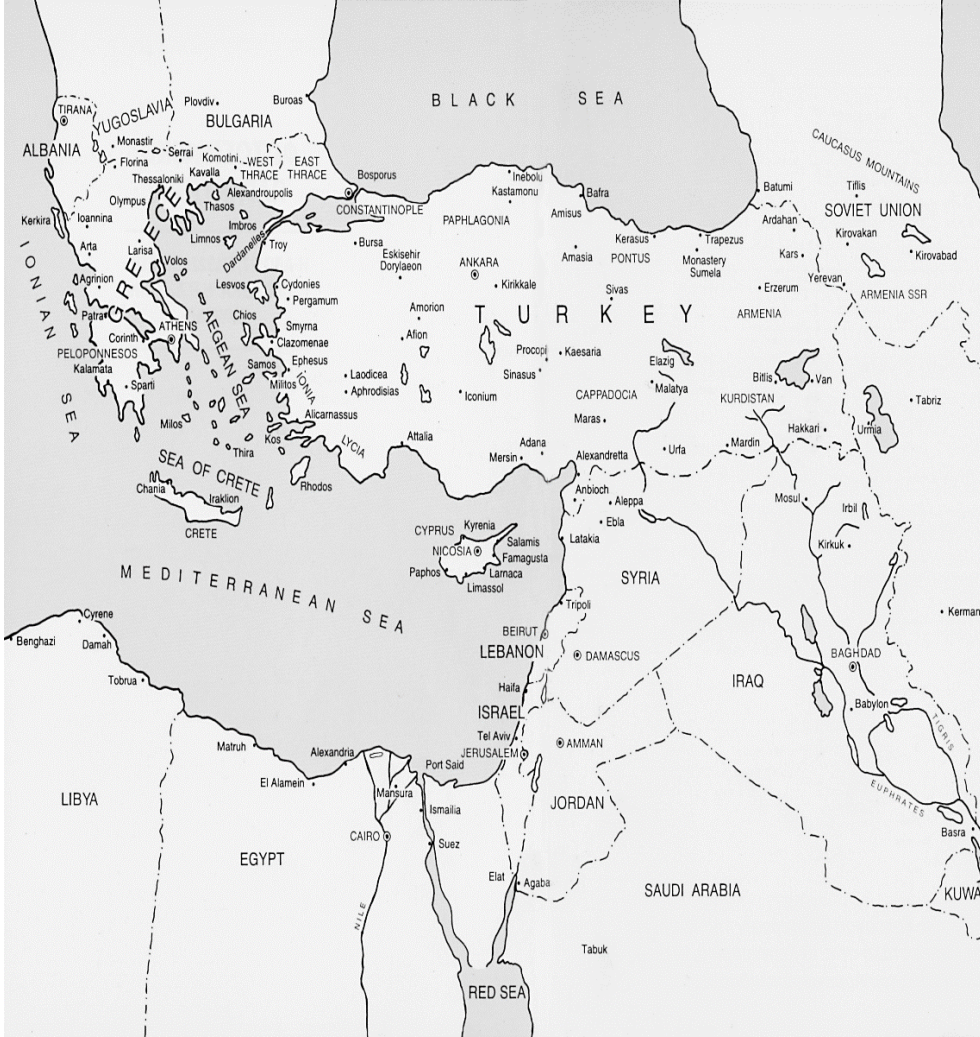 BLACK SEA
TIRANA
YUGOSLAVIA
Plovdiv
Buroas
BULGARIA
ALBANIA
Monastir
Florina
Serrai
Komotini
WEST THRACE
EAST THRACE
Thessaloniki
Kavalla
Alexandroupolis
Bosporus
CONSTANTINOPLE
Inebolu
Kastamonu
Bafra
Batumi
CAUCASUS MOUNTAINS
Tiflis
SOVIET UNION
Kerkira
Ioannina
Olympus
Thasos
Imbros
Limnos
Dardanelles
Troy
Bursa
PAPHLAGONIA
Amisus
Ardahan
Kirovakan
Kirovabad
Arta
Larisa
Volos
GREECE
Eskisehir
Dorylaeon
ANKARA
Kirikkale
Amasia
Kerasus
PONTUS
Trapezus
Monastery
Sumela
Kars
Yerevan
Erzerum
ARMENIA SSR
IONIAN SEA
Agrinion
Patra
Lesvos
Cydonies
Pergamum
Sivas
TURKEY
ARMENIA
Amorion
Chios
Smyrna
AEGEAN SEA
ATHENS
Corinth
PELOPONNESOS
Kalamata
Sparti
Clazomenae
Afion
Samos
Ephesus
Militos
IONIA
Laodicea
Aphrodisias
Procopi
Kaesaria
Sinasus
Iconium
CAPPADOCIA
Elazig
Malatya
Bitlis
Van
KURDISTAN
Tabriz
Alicarnassus
Milos
Kos
Thira
LYCIA
Attalia
Maras
Adana
Mersin
Alexandretta
Urfa
Mardin
Hakkari
Urmia
SEA OF CRETE
Rhodos
Chania
Iraklion
CRETE
Anbioch
Aleppa
Ebla
Mosul
Irbil
Kirkuk
CYPRUS
Kyrenia
NICOSIA
Salamis
Famagusta
Paphos
Larnaca
Limassol
Latakia
SYRIA
MEDITERRANEAN SEA
Tripoli
BEIRUT
LEBANON
DAMASCUS
Kerman
Cyrene
Benghazi
Damah
Tobrua
Haifa
ISRAEL
IRAQ
BAGHDAD
Babylon
TIGRIS
EUPHRATES
Basra
KUWA
Matruh
Alexandria
El Alamein
Port Said
Tel Aviv
JERUSALEM
AMMAN
JORDAN
LIBYA
Mansura
Ismailia
CAIRO
Suez
EGYPT
NILE
Elat
Agaba
SAUDI ARABIA
Tabuk
RED SEA